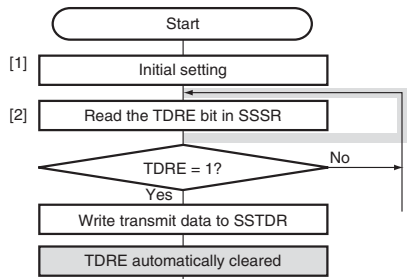 Start
[1]
Initial setting
[2]
Read the TDRE bit in SSSR
TDRE = 1?
No
Yes
Write transmit data to SSTDR
TDRE automatically cleared